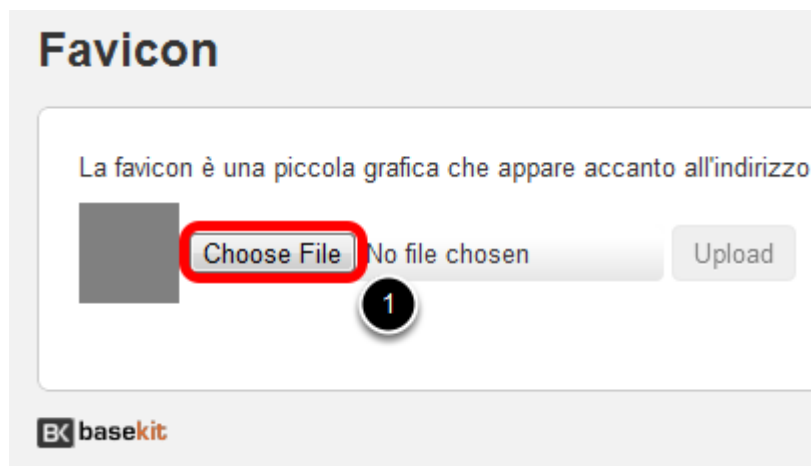 Favicon
La favicon è una piccola grafica che appare accanto all'indirizzo
Choose File No file chosen Upload
1
BK basekit